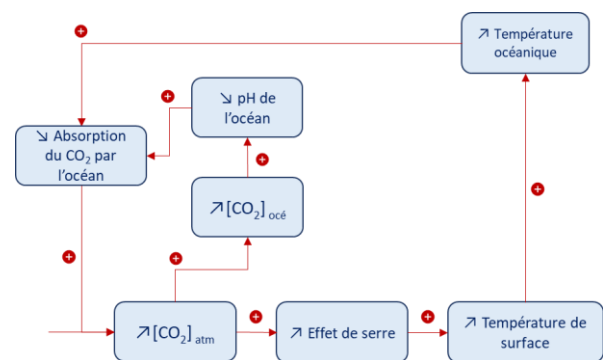 ↗ Température
océanique
↘ pH de
l'océan
↘ Absorption
du CO₂ par
l'océan
↗[CO₂] océ
↗[CO₂] atm
↗ Effet de serre
↗ Température de
surface
+
+
+
+
+
+
+
+